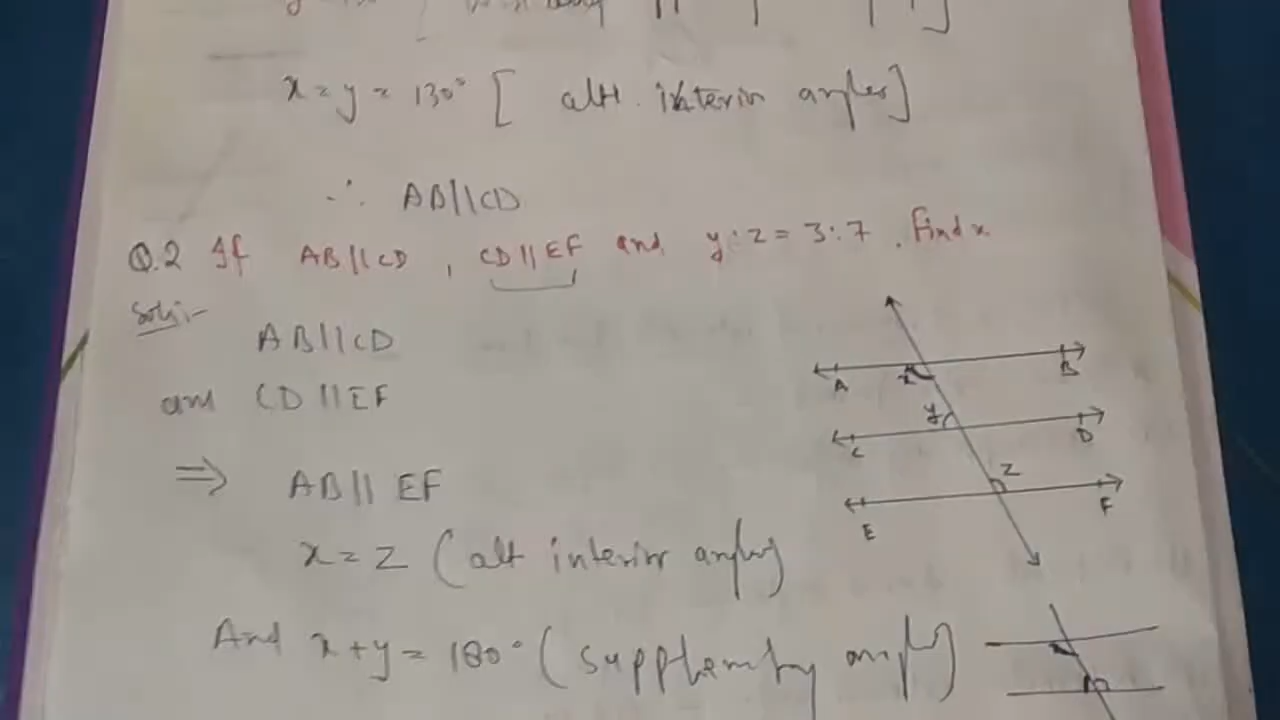 x = y = 130° [ alt. interior angles]
∴ AB||CD
Q.2 If AB||CD , CD||EF and y:z = 3:7 . Find x
Soln:-
AB||CD
and CD||EF
⇒ AB|| EF
x = z (alt interior angles)
And x+y = 180° (supplementary angles)
A
B
x
y
C
D
z
E
F